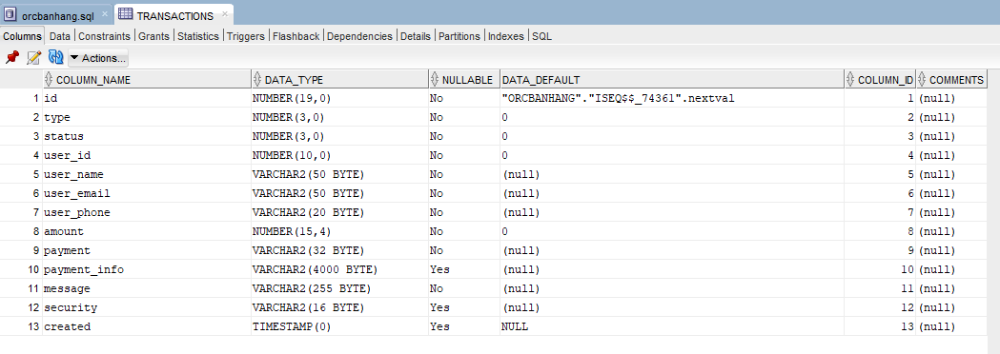 orcbanhang.sql × TRANSACTIONS ×
Columns Data Constraints Grants Statistics Triggers Flashback Dependencies Details Partitions Indexes SQL
Actions...
COLUMN_NAME DATA_TYPE NULLABLE DATA_DEFAULT COLUMN_ID COMMENTS
1 id NUMBER(19,0) No "ORCBANHANG"."ISEQ$$_74361".nextval 1 (null)
2 type NUMBER(3,0) No 0 2 (null)
3 status NUMBER(3,0) No 0 3 (null)
4 user_id NUMBER(10,0) No 0 4 (null)
5 user_name VARCHAR2(50 BYTE) No (null) 5 (null)
6 user_email VARCHAR2(50 BYTE) No (null) 6 (null)
7 user_phone VARCHAR2(20 BYTE) No (null) 7 (null)
8 amount NUMBER(15,4) No 0 8 (null)
9 payment VARCHAR2(32 BYTE) No (null) 9 (null)
10 payment_info VARCHAR2(4000 BYTE) Yes (null) 10 (null)
11 message VARCHAR2(255 BYTE) No (null) 11 (null)
12 security VARCHAR2(16 BYTE) Yes (null) 12 (null)
13 created TIMESTAMP(0) Yes NULL 13 (null)